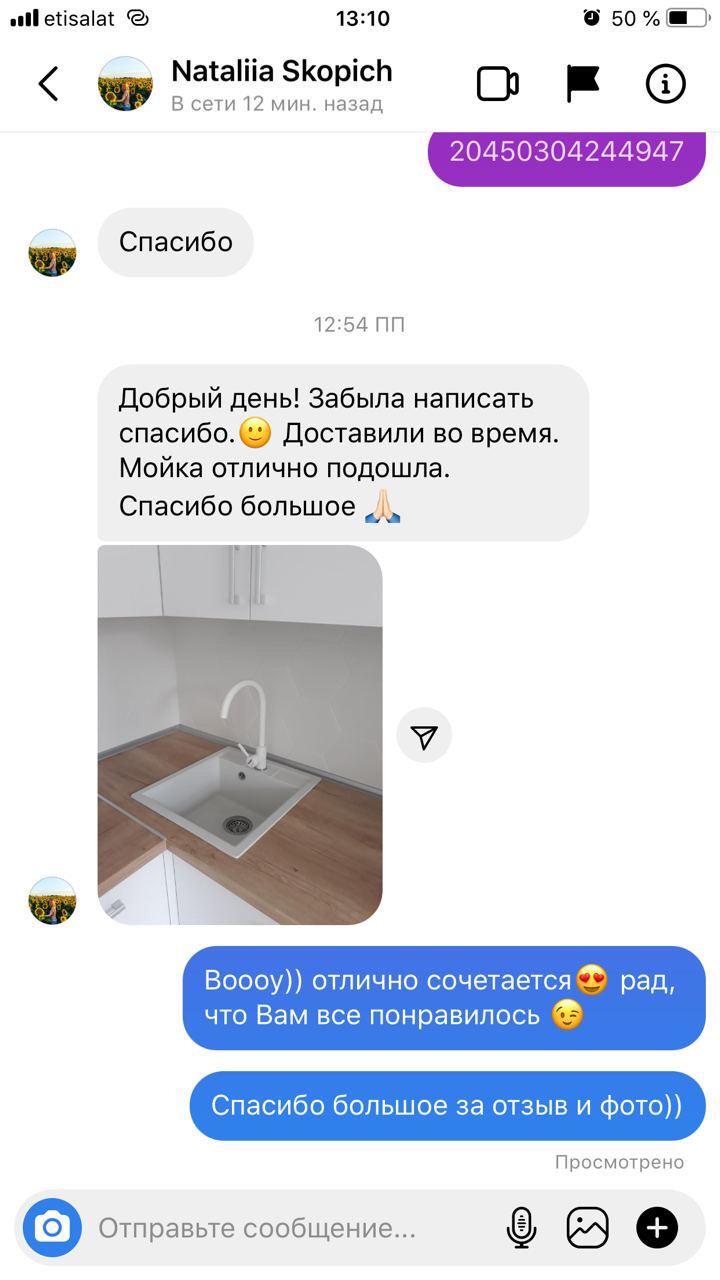 etisalat 13:10 50 %
Nataliia Skopich
В сети 12 мин. назад
20450304244947
Спасибо
12:54 ПП
Добрый день! Забыла написать
спасибо.🙂 Доставили во время.
Мойка отлично подошла.
Спасибо большое 🙏🏻
Воооу)) отлично сочетается😍 рад,
что Вам все понравилось 😉
Спасибо большое за отзыв и фото))
Просмотрено
Отправьте сообщение...